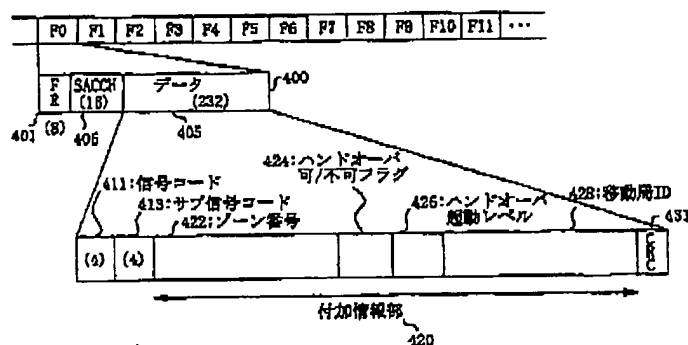 F0 F1 F2 F3 F4 F5 F6 F7 F8 F9 F10 F11 ...
FR SACCH (16) データ (232) 400
401 (8) 406 405
424:ハンドオーバ可/不可フラグ
411:信号コード
413:サブ信号コード
422:ゾーン番号
426:ハンドオーバ起動レベル
428:移動局ID
431
(4) (4) CRC
付加情報部
420